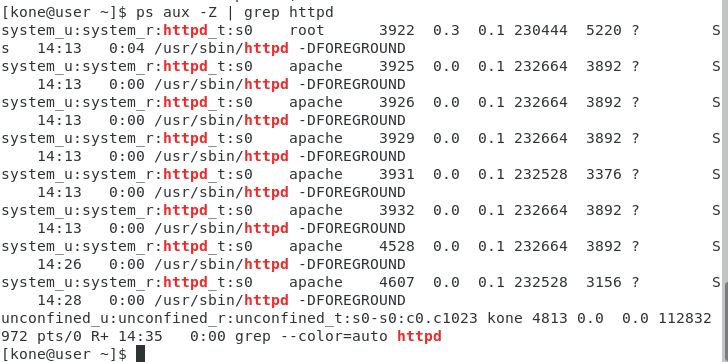 [kone@user ~]$ ps aux -Z | grep httpd
system_u:system_r:httpd_t:s0    root      3922  0.3  0.1 230444  5220 ?        S
s   14:13   0:04 /usr/sbin/httpd -DFOREGROUND
system_u:system_r:httpd_t:s0    apache    3925  0.0  0.1 232664  3892 ?        S
    14:13   0:00 /usr/sbin/httpd -DFOREGROUND
system_u:system_r:httpd_t:s0    apache    3926  0.0  0.1 232664  3892 ?        S
    14:13   0:00 /usr/sbin/httpd -DFOREGROUND
system_u:system_r:httpd_t:s0    apache    3929  0.0  0.1 232664  3892 ?        S
    14:13   0:00 /usr/sbin/httpd -DFOREGROUND
system_u:system_r:httpd_t:s0    apache    3931  0.0  0.1 232528  3376 ?        S
    14:13   0:00 /usr/sbin/httpd -DFOREGROUND
system_u:system_r:httpd_t:s0    apache    3932  0.0  0.1 232664  3892 ?        S
    14:13   0:00 /usr/sbin/httpd -DFOREGROUND
system_u:system_r:httpd_t:s0    apache    4528  0.0  0.1 232664  3892 ?        S
    14:26   0:00 /usr/sbin/httpd -DFOREGROUND
system_u:system_r:httpd_t:s0    apache    4607  0.0  0.1 232528  3156 ?        S
    14:28   0:00 /usr/sbin/httpd -DFOREGROUND
unconfined_u:unconfined_r:unconfined_t:s0-s0:c0.c1023 kone 4813 0.0  0.0 112832
972 pts/0 R+ 14:35   0:00 grep --color=auto httpd
[kone@user ~]$